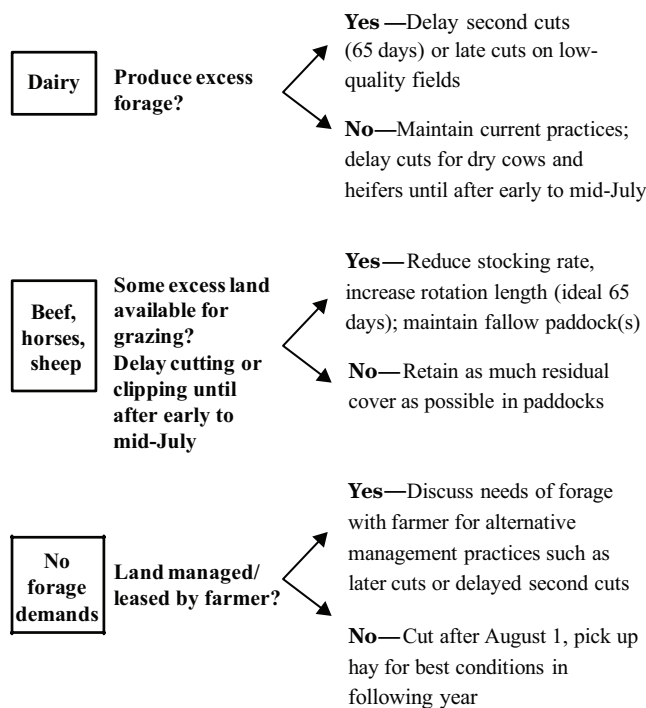 Dairy
Produce excess
forage?
Yes—Delay second cuts
(65 days) or late cuts on low-
quality fields
No—Maintain current practices;
delay cuts for dry cows and
heifers until after early to mid-July
Beef,
horses,
sheep
Some excess land
available for
grazing?
Delay cutting or
clipping until
after early to
mid-July
Yes—Reduce stocking rate,
increase rotation length (ideal 65
days); maintain fallow paddock(s)
No—Retain as much residual
cover as possible in paddocks
No
forage
demands
Land managed/
leased by farmer?
Yes—Discuss needs of forage
with farmer for alternative
management practices such as
later cuts or delayed second cuts
No—Cut after August 1, pick up
hay for best conditions in
following year